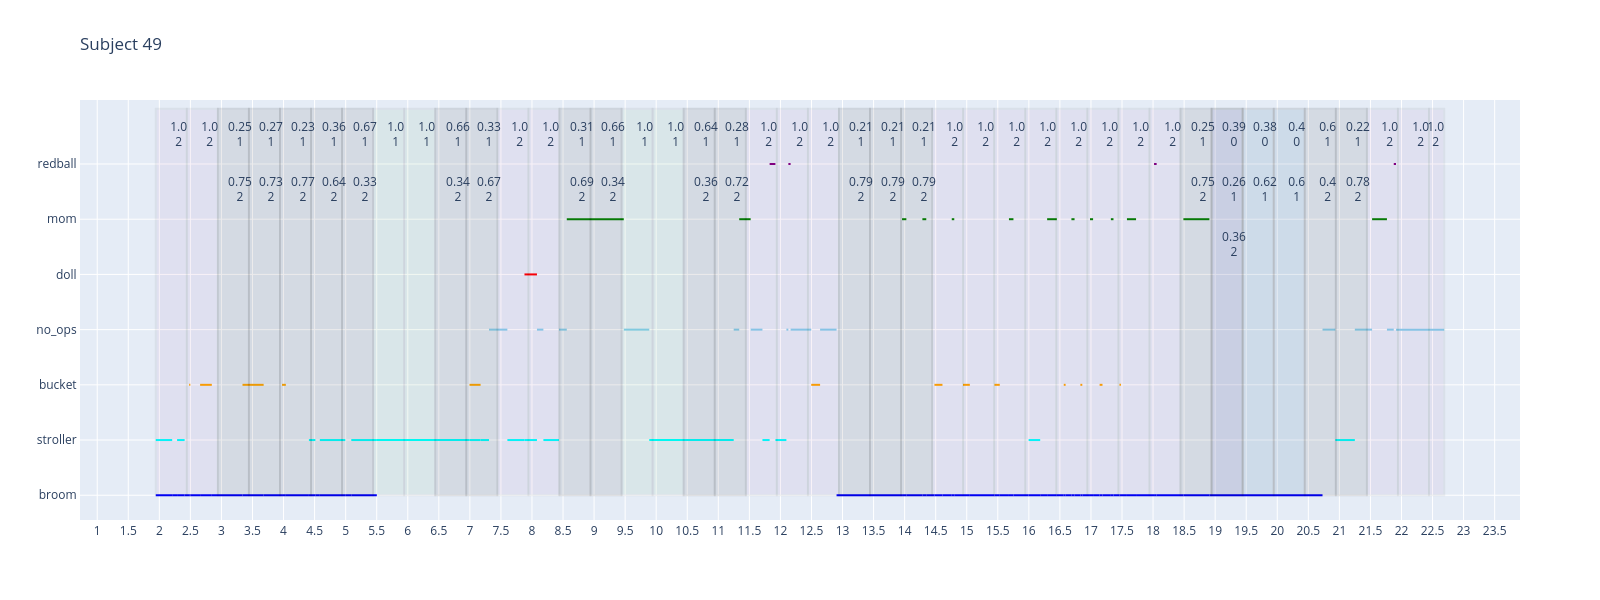 Subject 49
1.0 1.0 0.25 0.27 0.23 0.36 0.67 1.0 1.0 0.66 0.33 1.0 1.0 0.31 0.66 1.0 1.0 0.64 0.28 1.0 1.0 1.0 0.21 0.21 0.21 1.0 1.0 1.0 1.0 1.0 1.0 1.0 1.0 0.25 0.39 0.38 0.4 0.6 0.22 1.0 1.0 1.0
2 2 1 1 1 1 1 1 1 1 1 2 2 1 1 1 1 1 1 2 2 2 1 1 1 2 2 2 2 2 2 2 2 1 0 0 0 1 1 2 2 2
redball
0.75 0.73 0.77 0.64 0.33 0.34 0.67 0.69 0.34 0.36 0.72 0.79 0.79 0.79 0.75 0.26 0.62 0.6 0.4 0.78
2 2 2 2 2 2 2 2 2 2 2 2 2 2 2 1 1 1 2 2
mom
0.36
2
doll
no_ops
bucket
stroller
broom
1 1.5 2 2.5 3 3.5 4 4.5 5 5.5 6 6.5 7 7.5 8 8.5 9 9.5 10 10.5 11 11.5 12 12.5 13 13.5 14 14.5 15 15.5 16 16.5 17 17.5 18 18.5 19 19.5 20 20.5 21 21.5 22 22.5 23 23.5